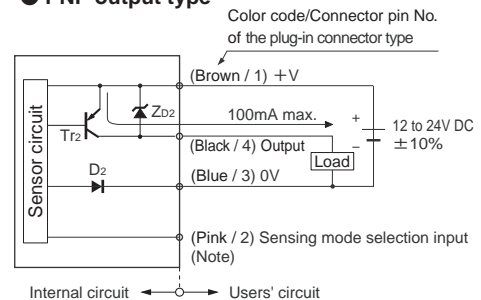 ● PNP output type
Color code/Connector pin No.
of the plug-in connector type
(Brown / 1) +V
Sensor circuit
Tr2
ZD2
100mA max.
+
12 to 24V DC
±10%
−
(Black / 4) Output
Load
D2
(Blue / 3) 0V
(Pink / 2) Sensing mode selection input
(Note)
Internal circuit
Users' circuit